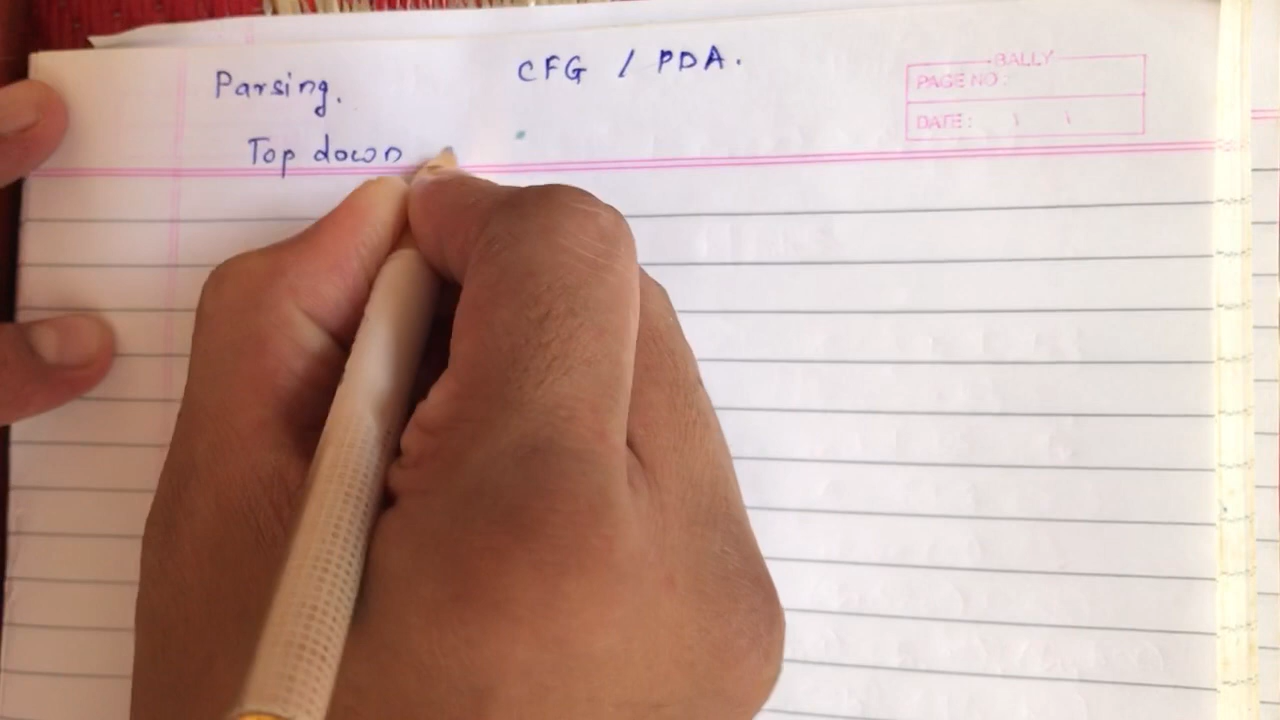 Parsing. CFG / PDA.
Top down
BALLY
PAGE NO.:
DATE: